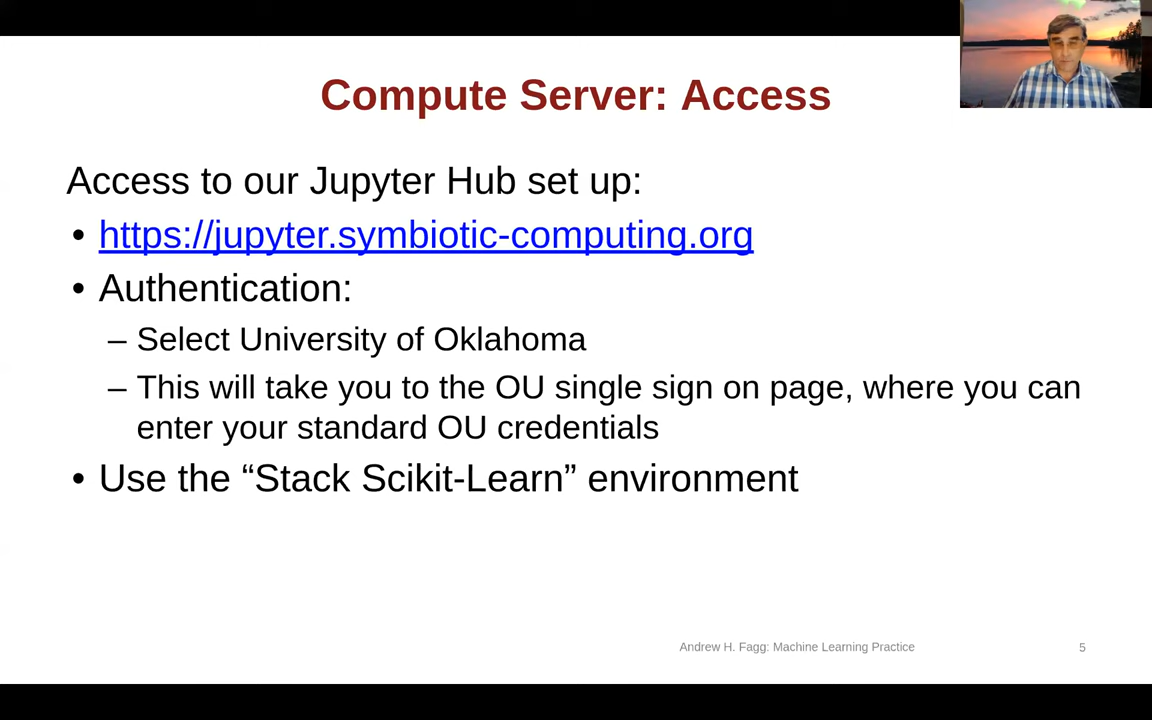 Compute Server: Access
Access to our Jupyter Hub set up:
• https://jupyter.symbiotic-computing.org
• Authentication:
– Select University of Oklahoma
– This will take you to the OU single sign on page, where you can
enter your standard OU credentials
• Use the “Stack Scikit-Learn” environment
Andrew H. Fagg: Machine Learning Practice
5